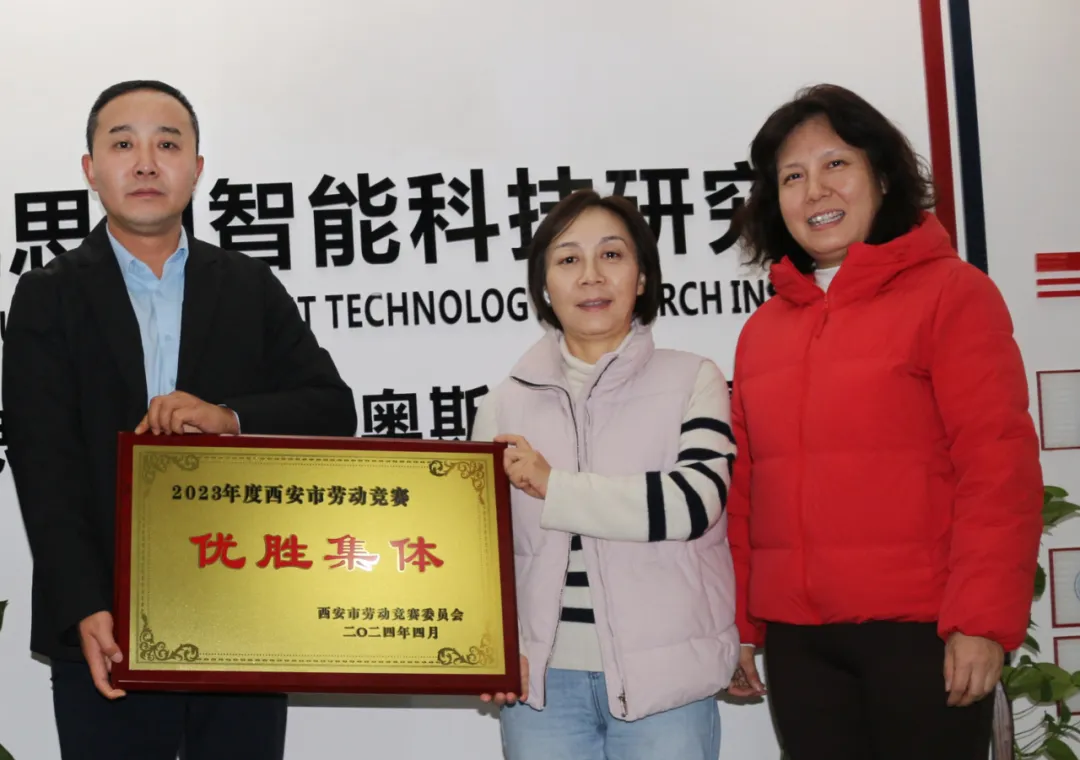 思 智能科技研究
T TECHNOLOG RCH INS
奥斯
2023年度西安市劳动竞赛
优胜集体
西安市劳动竞赛委员会
二〇二四年四月